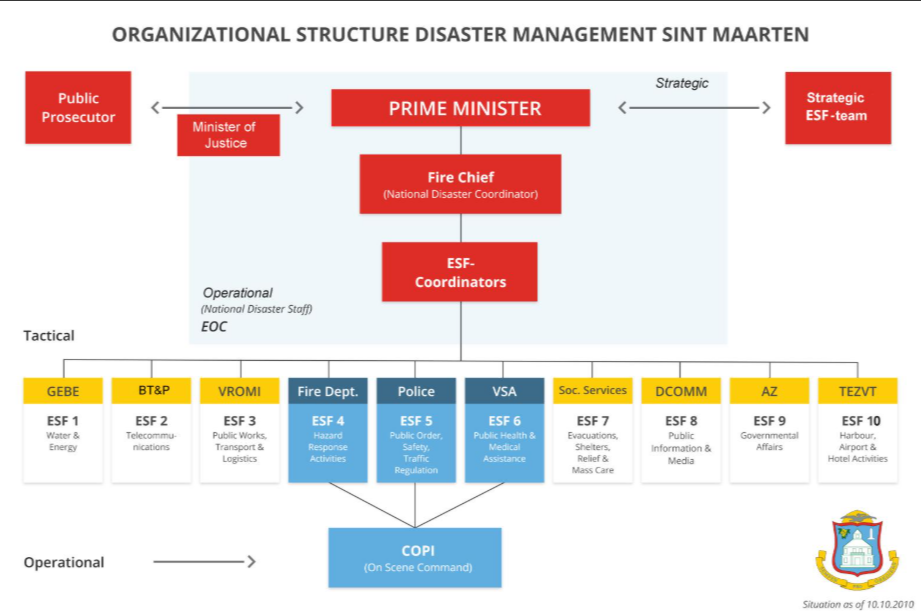 ORGANIZATIONAL STRUCTURE DISASTER MANAGEMENT SINT MAARTEN
Public
Prosecutor
Minister of
Justice
PRIME MINISTER
Strategic
Strategic
ESF-team
Fire Chief
(National Disaster Coordinator)
ESF-
Coordinators
Operational
(National Disaster Staff)
EOC
Tactical
GEBE
ESF 1
Water &
Energy
BT&P
ESF 2
Telecommu-
nications
VROMI
ESF 3
Public Works,
Transport &
Logistics
Fire Dept.
ESF 4
Hazard
Response
Activities
Police
ESF 5
Public Order,
Safety,
Traffic
Regulation
VSA
ESF 6
Public Health &
Medical
Assistance
Soc. Services
ESF 7
Evacuations,
Shelters,
Relief &
Mass Care
DCOMM
ESF 8
Public
Information &
Media
AZ
ESF 9
Governmental
Affairs
TEZVT
ESF 10
Harbour,
Airport &
Hotel Activities
COPI
(On Scene Command)
Operational
Situation as of 10.10.2010